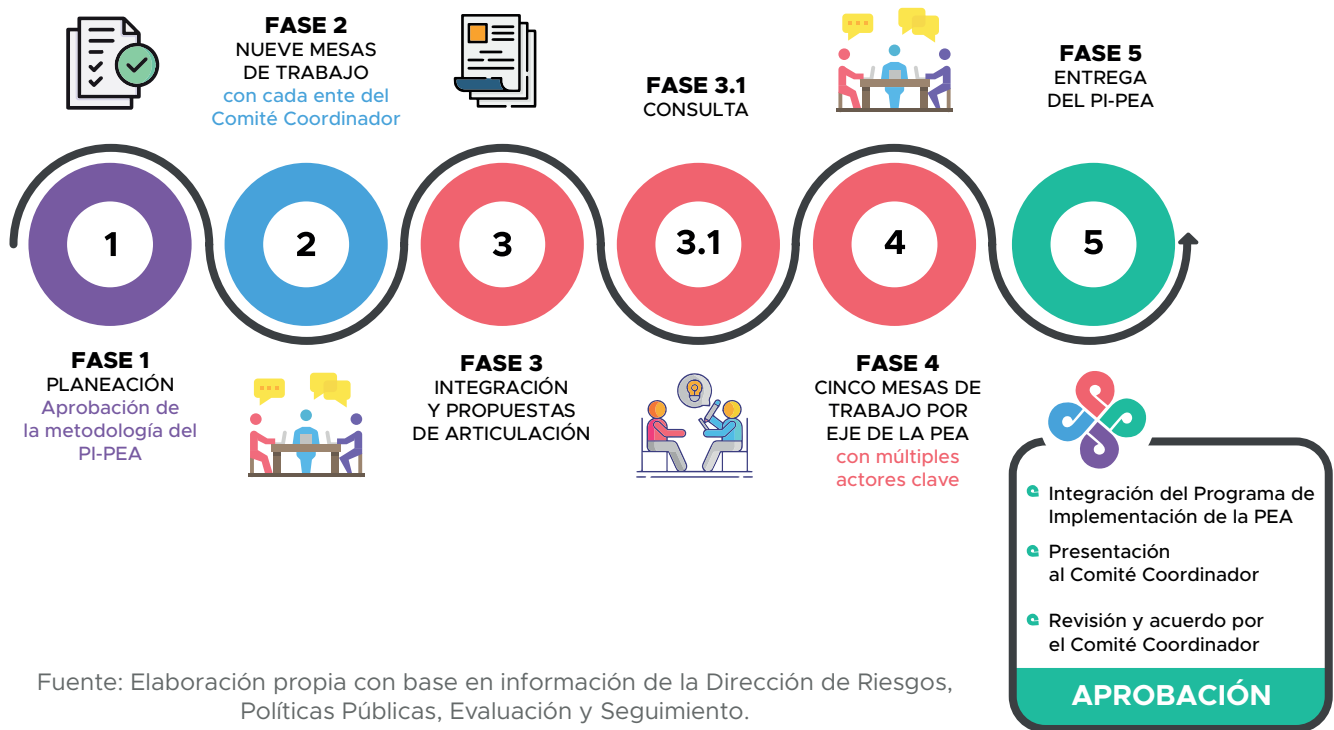 FASE 2
NUEVE MESAS
DE TRABAJO
con cada ente del
Comité Coordinador
FASE 3.1
CONSULTA
FASE 5
ENTREGA
DEL PI-PEA
1
2
3
3.1
4
5
FASE 1
PLANEACIÓN
Aprobación de
la metodología del
PI-PEA
FASE 3
INTEGRACIÓN
Y PROPUESTAS
DE ARTICULACIÓN
FASE 4
CINCO MESAS DE
TRABAJO POR
EJE DE LA PEA
con múltiples
actores clave
Integración del Programa de
Implementación de la PEA
Presentación
al Comité Coordinador
Revisión y acuerdo por
el Comité Coordinador
APROBACIÓN
Fuente: Elaboración propia con base en información de la Dirección de Riesgos,
Políticas Públicas, Evaluación y Seguimiento.